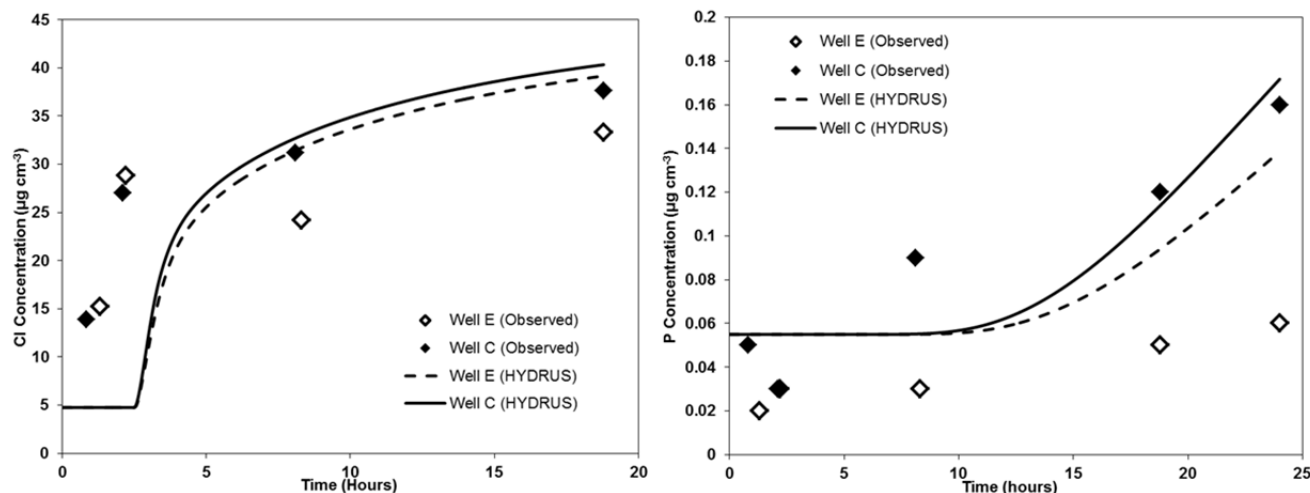 45
40
35
30
25
20
15
10
5
0
Cl Concentration (µg cm⁻³)
Well E (Observed)
Well C (Observed)
Well E (HYDRUS)
Well C (HYDRUS)
0 5 10 15 20
Time (Hours)
0.2
0.18
0.16
0.14
0.12
0.1
0.08
0.06
0.04
0.02
0
P Concentration (µg cm⁻³)
Well E (Observed)
Well C (Observed)
Well E (HYDRUS)
Well C (HYDRUS)
0 5 10 15 20 25
Time (hours)